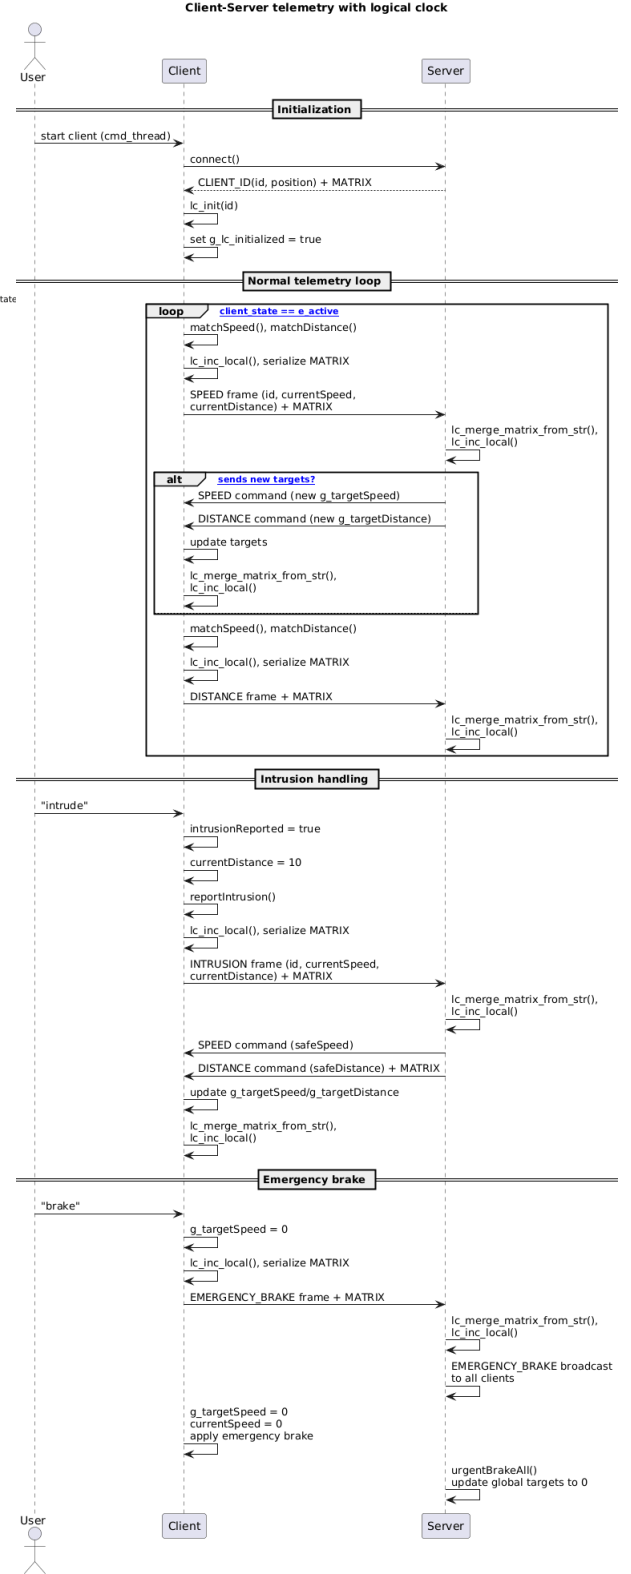 Client-Server telemetry with logical clock
User
Client
Server
Initialization
start client (cmd_thread)
connect()
CLIENT_ID(id, position) + MATRIX
lc_init(id)
set g_lc_initialized = true
Normal telemetry loop
tate
loop
client_state == e_active
matchSpeed(), matchDistance()
lc_inc_local(), serialize MATRIX
SPEED frame (id, currentSpeed,
currentDistance) + MATRIX
lc_merge_matrix_from_str(),
lc_inc_local()
alt
sends new targets?
SPEED command (new g_targetSpeed)
DISTANCE command (new g_targetDistance)
update targets
lc_merge_matrix_from_str(),
lc_inc_local()
matchSpeed(), matchDistance()
lc_inc_local(), serialize MATRIX
DISTANCE frame + MATRIX
lc_merge_matrix_from_str(),
lc_inc_local()
Intrusion handling
"intrude"
intrusionReported = true
currentDistance = 10
reportIntrusion()
lc_inc_local(), serialize MATRIX
INTRUSION frame (id, currentSpeed,
currentDistance) + MATRIX
lc_merge_matrix_from_str(),
lc_inc_local()
SPEED command (safeSpeed)
DISTANCE command (safeDistance) + MATRIX
update g_targetSpeed/g_targetDistance
lc_merge_matrix_from_str(),
lc_inc_local()
Emergency brake
"brake"
g_targetSpeed = 0
lc_inc_local(), serialize MATRIX
EMERGENCY_BRAKE frame + MATRIX
lc_merge_matrix_from_str(),
lc_inc_local()
EMERGENCY_BRAKE broadcast
to all clients
g_targetSpeed = 0
currentSpeed = 0
apply emergency brake
urgentBrakeAll()
update global targets to 0
User
Client
Server